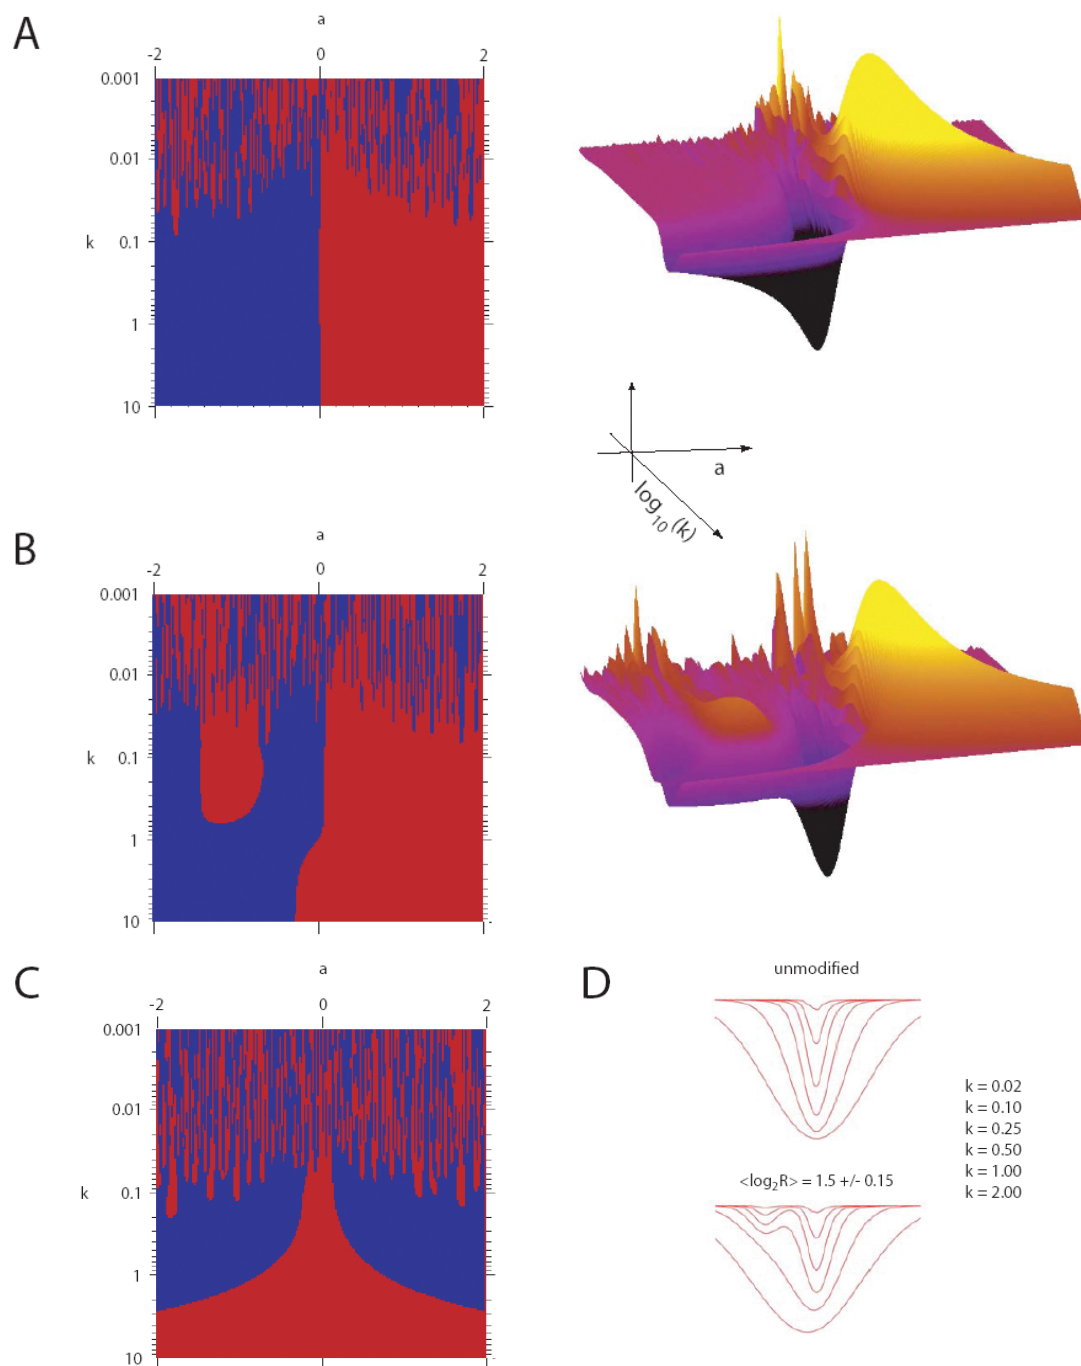 A
a
-2 0 2
0.001
0.01
k 0.1
1
10
a
log10(k)
B
a
-2 0 2
0.001
0.01
k 0.1
1
10
C
a
-2 0 2
0.001
0.01
k 0.1
1
10
D
unmodified
k = 0.02
k = 0.10
k = 0.25
k = 0.50
k = 1.00
k = 2.00
<log2R> = 1.5 +/- 0.15